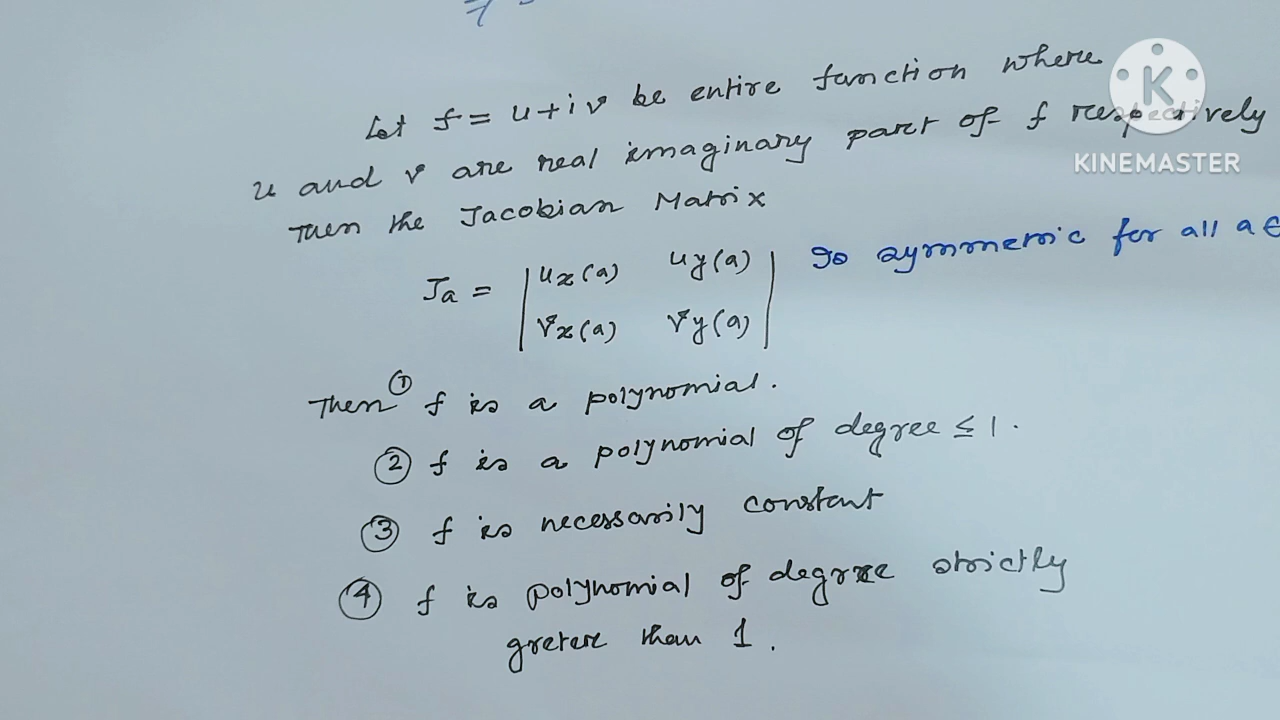 Let f = u + i v be entire function where
u and v are real imaginary part of f respectively
Then the Jacobian Matrix
Ja = | ux(a) uy(a) | Is symmetric for all a ∈
| vx(a) vy(a) |
Then ① f is a polynomial.
② f is a polynomial of degree ≤ 1.
③ f is necessarily constant
④ f is polynomial of degree strictly
greter than 1.
K
KINEMASTER